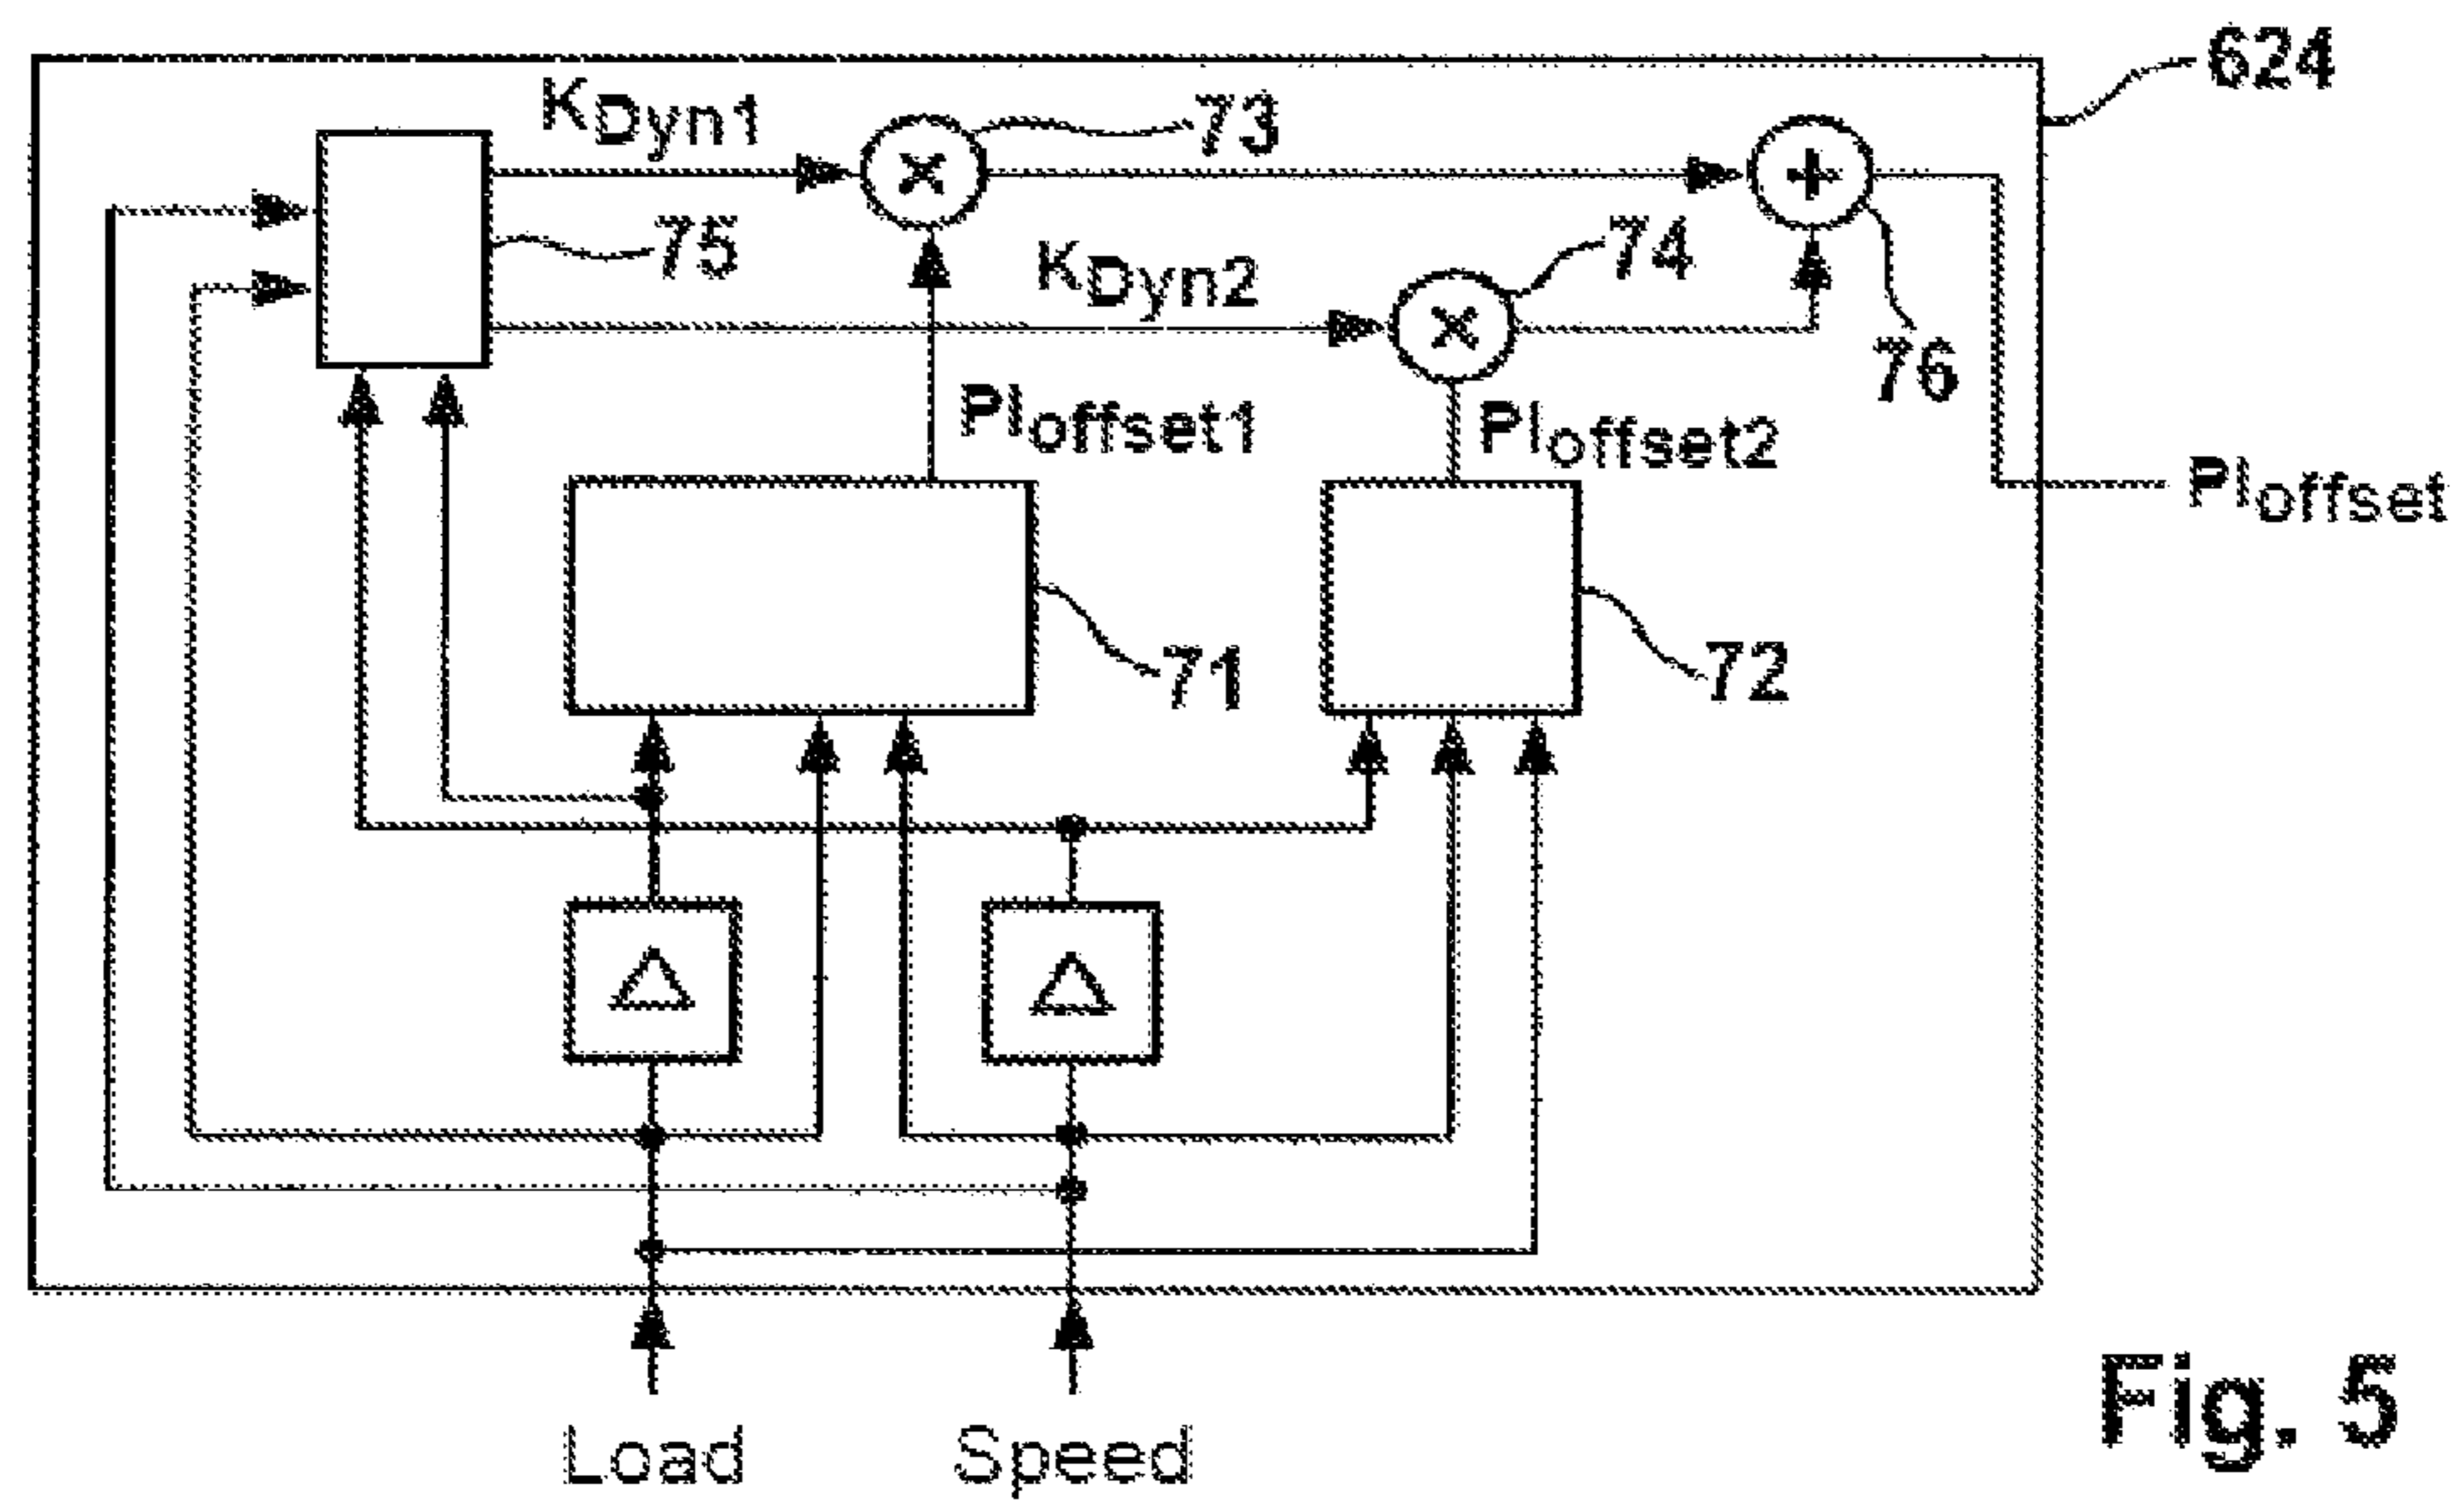 624
KDyn1
73
75
KDyn2
74
76
PIoffset1
PIoffset2
PIoffset
71
72
Load
Speed
Fig. 5